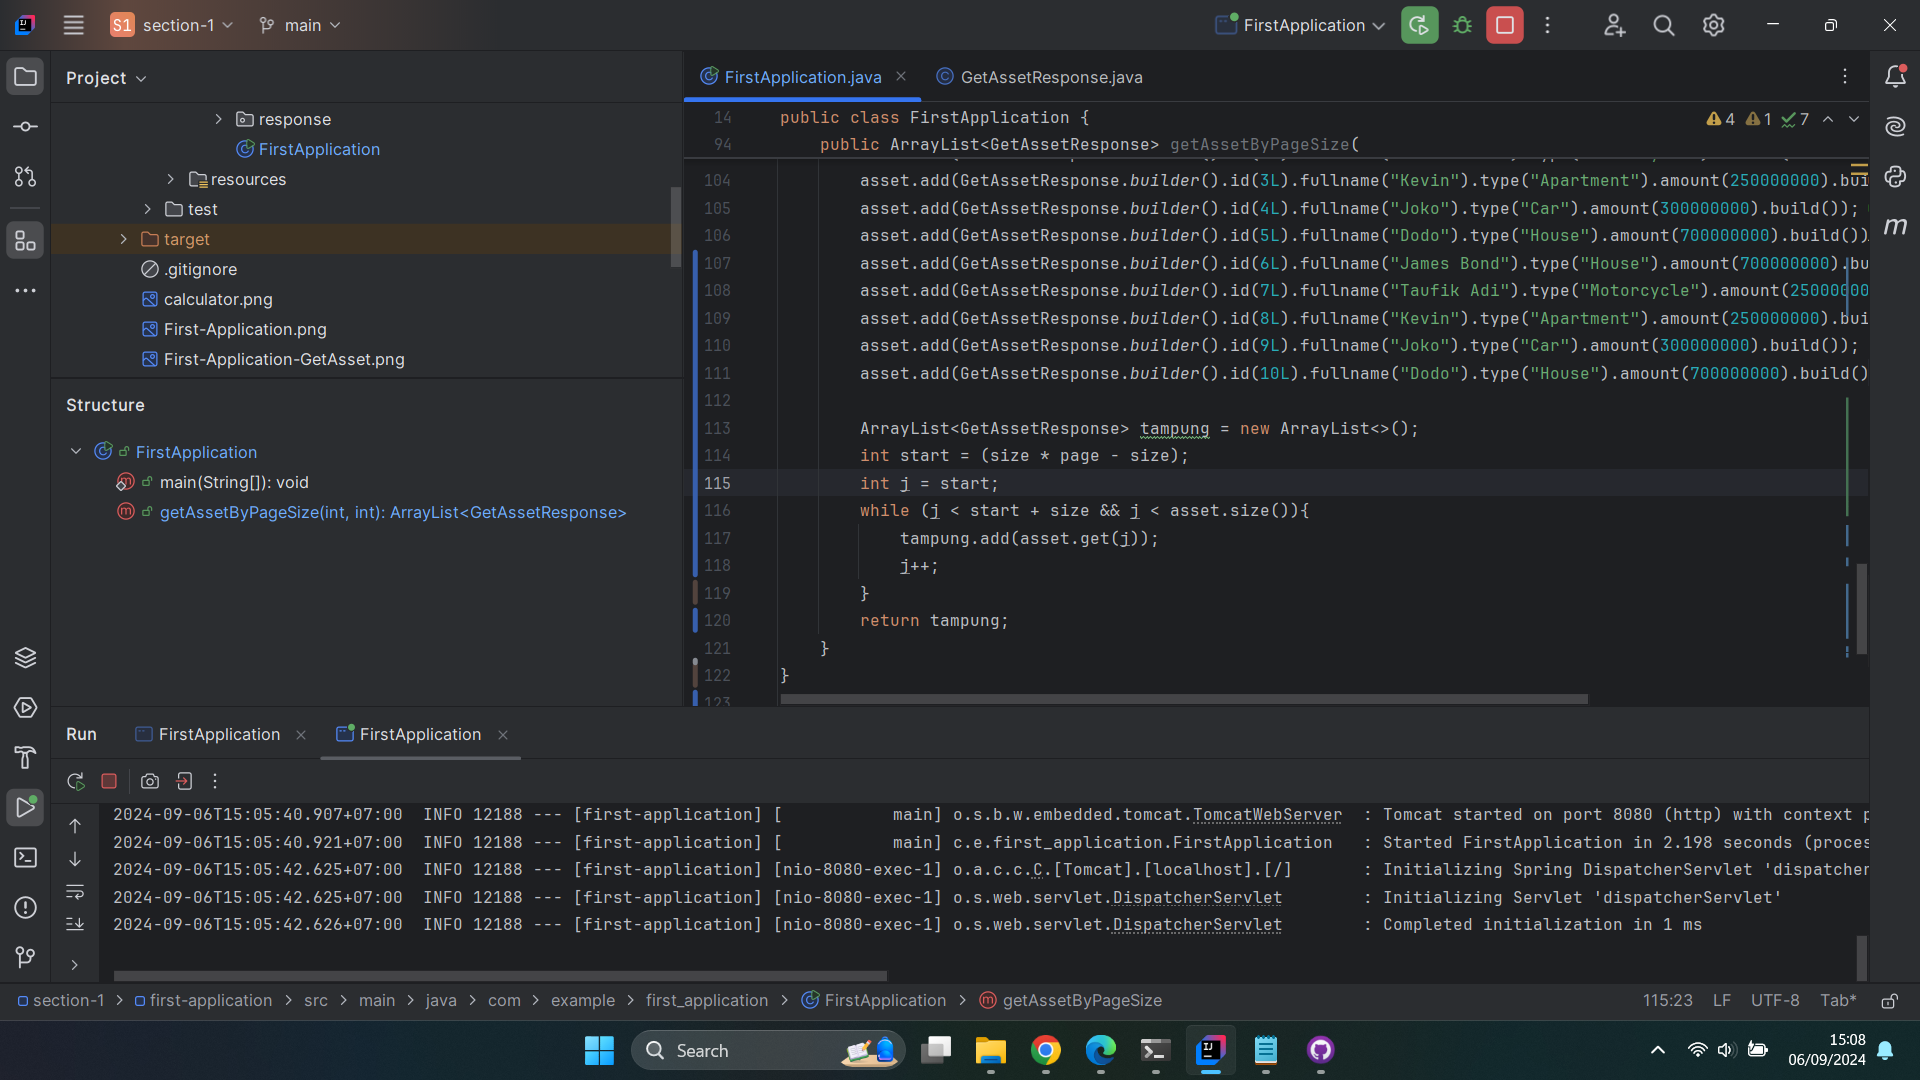 S1 section-1 main FirstApplication
Project
response
FirstApplication
resources
test
target
.gitignore
calculator.png
First-Application.png
First-Application-GetAsset.png
Structure
FirstApplication
main(String[]): void
getAssetByPageSize(int, int): ArrayList<GetAssetResponse>
FirstApplication.java GetAssetResponse.java
14 public class FirstApplication {
4 1 7
94 public ArrayList<GetAssetResponse> getAssetByPageSize(
104 asset.add(GetAssetResponse.builder().id(3L).fullname("Kevin").type("Apartment").amount(250000000).bui
105 asset.add(GetAssetResponse.builder().id(4L).fullname("Joko").type("Car").amount(300000000).build());
106 asset.add(GetAssetResponse.builder().id(5L).fullname("Dodo").type("House").amount(700000000).build())
107 asset.add(GetAssetResponse.builder().id(6L).fullname("James Bond").type("House").amount(700000000).bu
108 asset.add(GetAssetResponse.builder().id(7L).fullname("Taufik Adi").type("Motorcycle").amount(25000000
109 asset.add(GetAssetResponse.builder().id(8L).fullname("Kevin").type("Apartment").amount(250000000).bui
110 asset.add(GetAssetResponse.builder().id(9L).fullname("Joko").type("Car").amount(300000000).build());
111 asset.add(GetAssetResponse.builder().id(10L).fullname("Dodo").type("House").amount(700000000).build()
112
113 ArrayList<GetAssetResponse> tampung = new ArrayList<>();
114 int start = (size * page - size);
115 int j = start;
116 while (j < start + size && j < asset.size()){
117 tampung.add(asset.get(j));
118 j++;
119 }
120 return tampung;
121 }
122 }
123
Run FirstApplication FirstApplication
2024-09-06T15:05:40.907+07:00 INFO 12188 --- [first-application] [ main] o.s.b.w.embedded.tomcat.TomcatWebServer : Tomcat started on port 8080 (http) with context p
2024-09-06T15:05:40.921+07:00 INFO 12188 --- [first-application] [ main] c.e.first_application.FirstApplication : Started FirstApplication in 2.198 seconds (proces
2024-09-06T15:05:42.625+07:00 INFO 12188 --- [first-application] [nio-8080-exec-1] o.a.c.c.C.[Tomcat].[localhost].[/] : Initializing Spring DispatcherServlet 'dispatcher
2024-09-06T15:05:42.625+07:00 INFO 12188 --- [first-application] [nio-8080-exec-1] o.s.web.servlet.DispatcherServlet : Initializing Servlet 'dispatcherServlet'
2024-09-06T15:05:42.626+07:00 INFO 12188 --- [first-application] [nio-8080-exec-1] o.s.web.servlet.DispatcherServlet : Completed initialization in 1 ms
section-1 > first-application > src > main > java > com > example > first_application > FirstApplication > getAssetByPageSize 115:23 LF UTF-8 Tab*
Search
15:08
06/09/2024